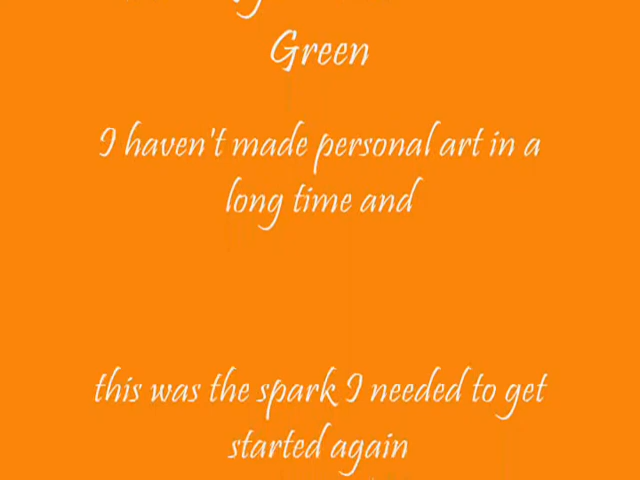 Green
I haven't made personal art in a
long time and
this was the spark I needed to get
started again